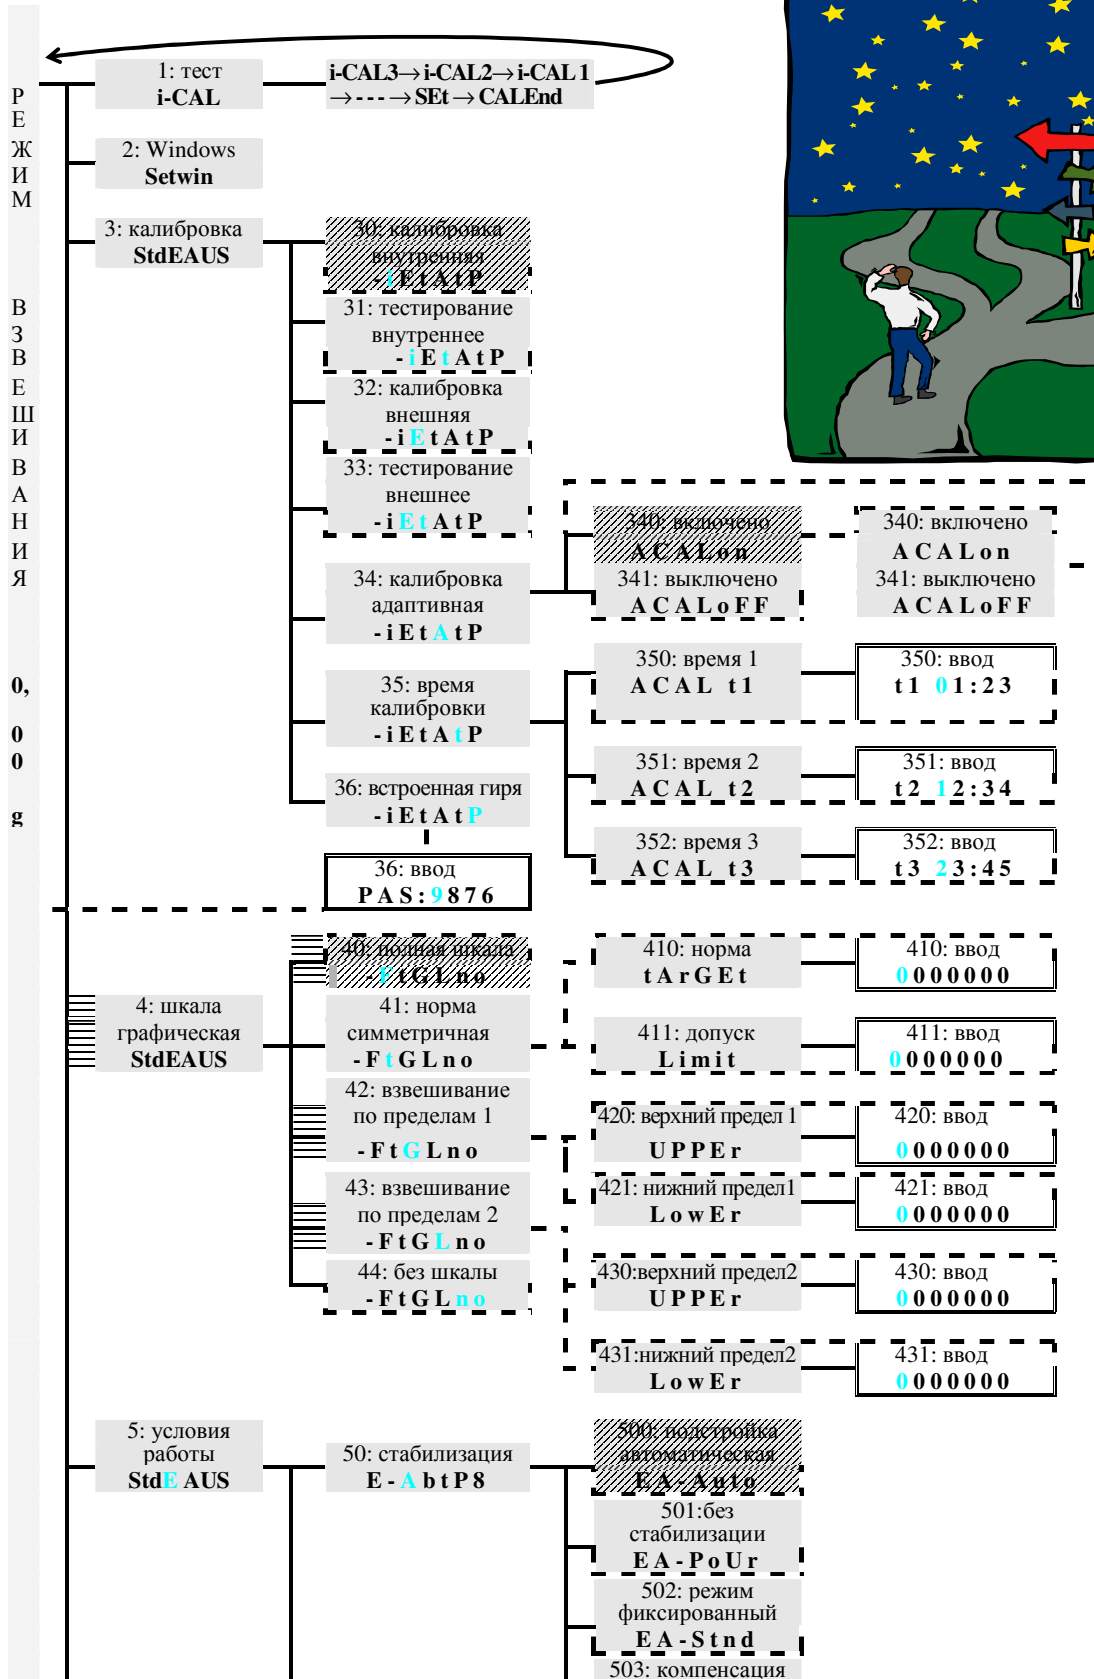 РЕЖИМ ВЗВЕШИВАНИЯ 0,00 g
1: тест
i-CAL
i-CAL3→i-CAL2→i-CAL1
→---→SEt→CALEnd
2: Windows
Setwin
3: калибровка
StdEAUS
30: калибровка
внутренняя
-iEtAtP
31: тестирование
внутреннее
-iEtAtP
32: калибровка
внешняя
-iEtAtP
33: тестирование
внешнее
-iEtAtP
34: калибровка
адаптивная
-iEtAtP
340: включено
ACALon
341: выключено
ACALoFF
340: включено
ACALon
341: выключено
ACALoFF
35: время
калибровки
-iEtAtP
350: время 1
ACAL t1
350: ввод
t1 01:23
351: время 2
ACAL t2
351: ввод
t2 12:34
352: время 3
ACAL t3
352: ввод
t3 23:45
36: встроенная гиря
-iEtAtP
36: ввод
PAS:9876
4: шкала
графическая
StdEAUS
40: полная шкала
-FtGLno
41: норма
симметричная
-FtGLno
410: норма
tArGEt
410: ввод
0000000
411: допуск
Limit
411: ввод
0000000
42: взвешивание
по пределам 1
-FtGLno
420: верхний предел 1
UPPEr
420: ввод
0000000
421: нижний предел1
LowEr
421: ввод
0000000
43: взвешивание
по пределам 2
-FtGLno
430:верхний предел2
UPPEr
430: ввод
0000000
431:нижний предел2
LowEr
431: ввод
0000000
44: без шкалы
-FtGLno
5: условия
работы
StdEAUS
50: стабилизация
E-AbtP8
500: подстройка
автоматическая
EA-Auto
501:без
стабилизации
EA-PoUr
502: режим
фиксированный
EA-Stnd
503: компенсация